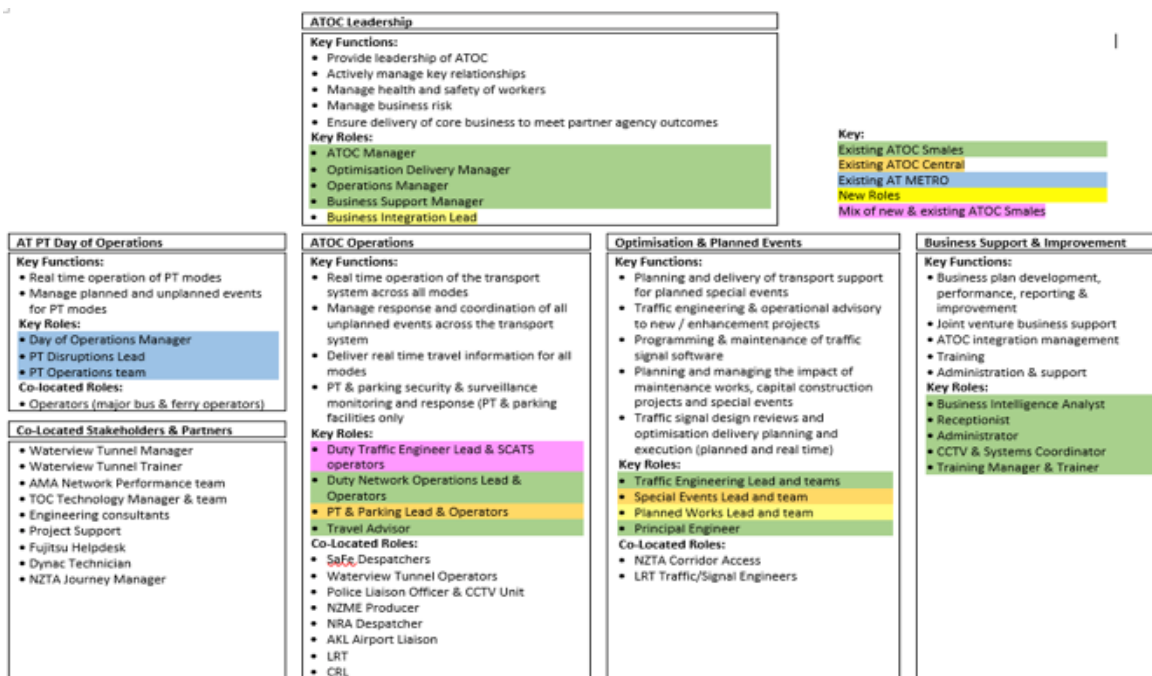 ATOC Leadership
Key Functions:
• Provide leadership of ATOC
• Actively manage key relationships
• Manage health and safety of workers
• Manage business risk
• Ensure delivery of core business to meet partner agency outcomes
Key Roles:
• ATOC Manager
• Optimisation Delivery Manager
• Operations Manager
• Business Support Manager
• Business Integration Lead
Key:
Existing ATOC Smales
Existing ATOC Central
Existing AT METRO
New Roles
Mix of new & existing ATOC Smales
AT PT Day of Operations
Key Functions:
• Real time operation of PT modes
• Manage planned and unplanned events
for PT modes
Key Roles:
• Day of Operations Manager
• PT Disruptions Lead
• PT Operations team
Co-located Roles:
• Operators (major bus & ferry operators)
Co-Located Stakeholders & Partners
• Waterview Tunnel Manager
• Waterview Tunnel Trainer
• AMA Network Performance team
• TOC Technology Manager & team
• Engineering consultants
• Project Support
• Fujitsu Helpdesk
• Dynac Technician
• NZTA Journey Manager
ATOC Operations
Key Functions:
• Real time operation of the transport
system across all modes
• Manage response and coordination of all
unplanned events across the transport
system
• Deliver real time travel information for all
modes
• PT & parking security & surveillance
monitoring and response (PT & parking
facilities only
Key Roles:
• Duty Traffic Engineer Lead & SCATS
operators
• Duty Network Operations Lead &
Operators
• PT & Parking Lead & Operators
• Travel Advisor
Co-Located Roles:
• SaFe Despatchers
• Waterview Tunnel Operators
• Police Liaison Officer & CCTV Unit
• NZME Producer
• NRA Despatcher
• AKL Airport Liaison
• LRT
• CRL
Optimisation & Planned Events
Key Functions:
• Planning and delivery of transport support
for planned special events
• Traffic engineering & operational advisory
to new / enhancement projects
• Programming & maintenance of traffic
signal software
• Planning and managing the impact of
maintenance works, capital construction
projects and special events
• Traffic signal design reviews and
optimisation delivery planning and
execution (planned and real time)
Key Roles:
• Traffic Engineering Lead and teams
• Special Events Lead and team
• Planned Works Lead and team
• Principal Engineer
Co-Located Roles:
• NZTA Corridor Access
• LRT Traffic/Signal Engineers
Business Support & Improvement
Key Functions:
• Business plan development,
performance, reporting &
improvement
• Joint venture business support
• ATOC integration management
• Training
• Administration & support
Key Roles:
• Business Intelligence Analyst
• Receptionist
• Administrator
• CCTV & Systems Coordinator
• Training Manager & Trainer